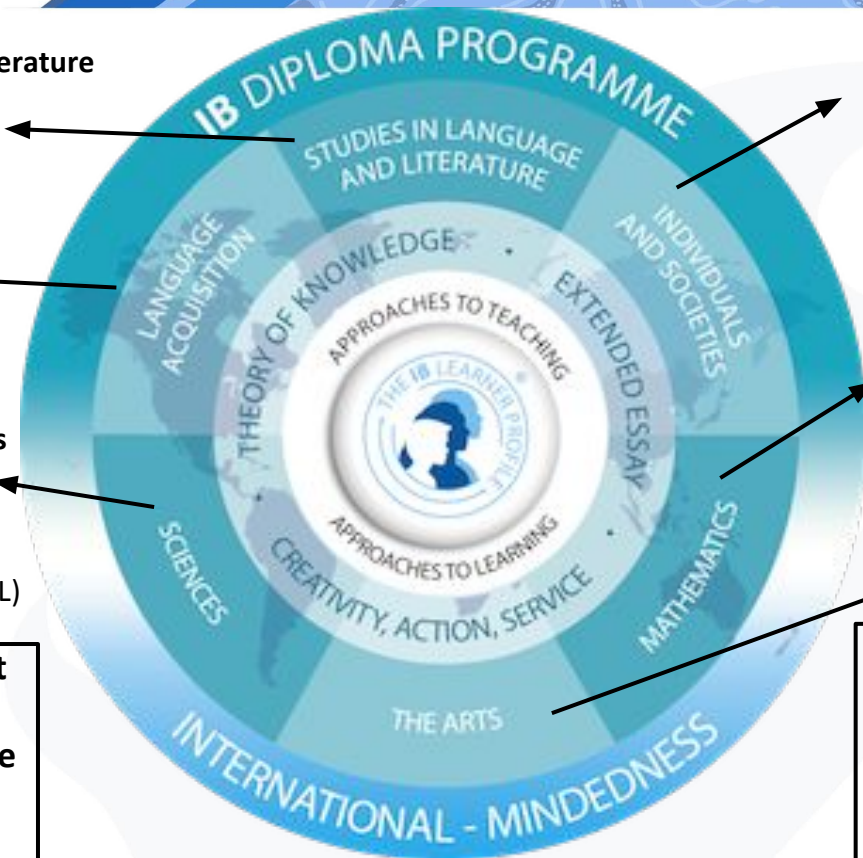 erature
IB DIPLOMA PROGRAMME
STUDIES IN LANGUAGE
AND LITERATURE
LANGUAGE
ACQUISITION
INDIVIDUALS
AND SOCIETIES
THEORY OF KNOWLEDGE
EXTENDED ESSAY
APPROACHES TO TEACHING
THE IB LEARNER PROFILE
®
APPROACHES TO LEARNING
CREATIVITY, ACTION, SERVICE
s
SCIENCES
MATHEMATICS
L)
THE ARTS
t
e
INTERNATIONAL - MINDEDNESS